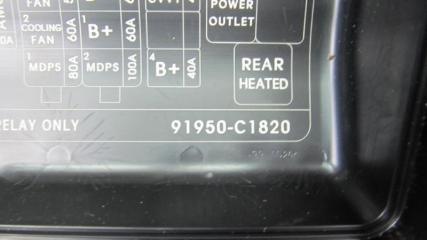 FAN
POWER
OUTLET
2 COOLING FAN 60A
1 B+ 60A
1 MDPS 80A
2 MDPS 100A
4 B+ 40A
REAR
HEATED
RELAY ONLY
91950-C1820